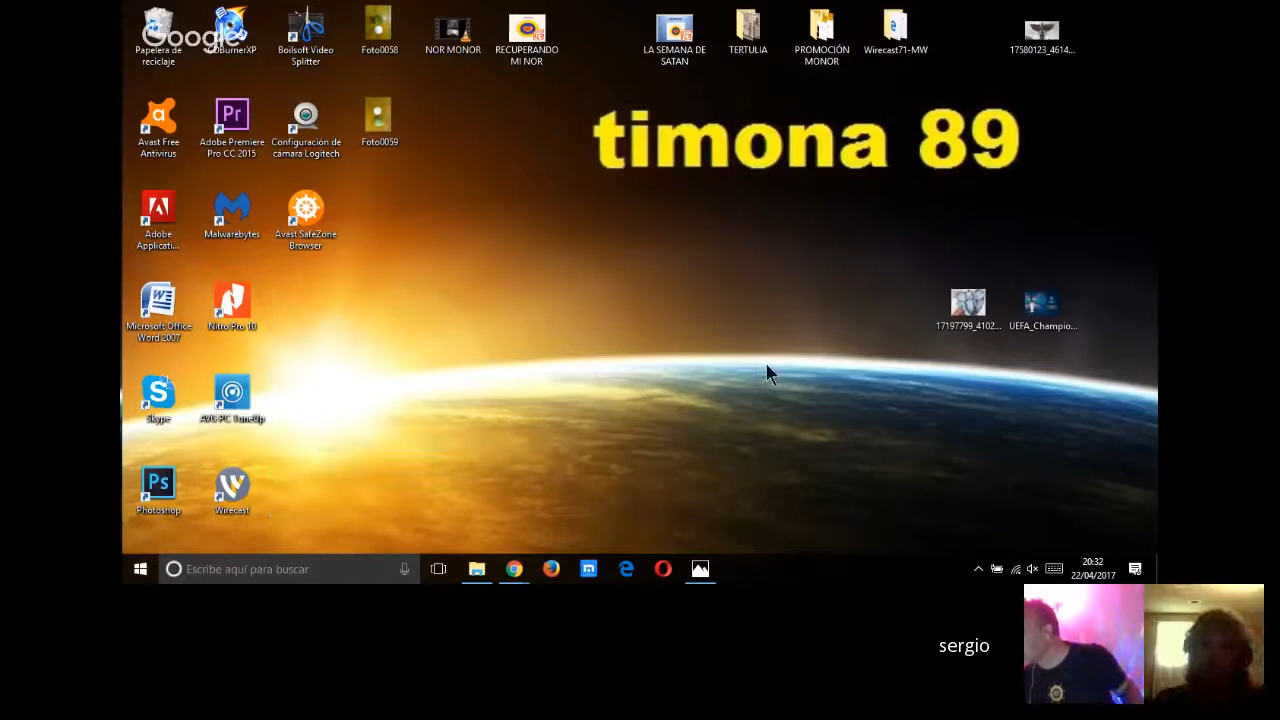 Google
Papelera de
reciclaje
CDBurnerXP
Boilsoft Video
Splitter
Foto0058
NOR MONOR
RECUPERANDO
MI NOR
LA SEMANA DE
SATAN
TERTULIA
PROMOCIÓN
MONOR
Wirecast71-MW
17580123_4614...
timona 89
Avast Free
Antivirus
Adobe Premiere
Pro CC 2015
Configuración de
cámara Logitech
Foto0059
Adobe
Applicati...
Malwarebytes
Avast SafeZone
Browser
Microsoft Office
Word 2007
Nitro Pro 10
17197799_4102...
UEFA_Champio...
Skype
AVG PC TuneUp
Photoshop
Wirecast
Escribe aquí para buscar
20:32
22/04/2017
sergio